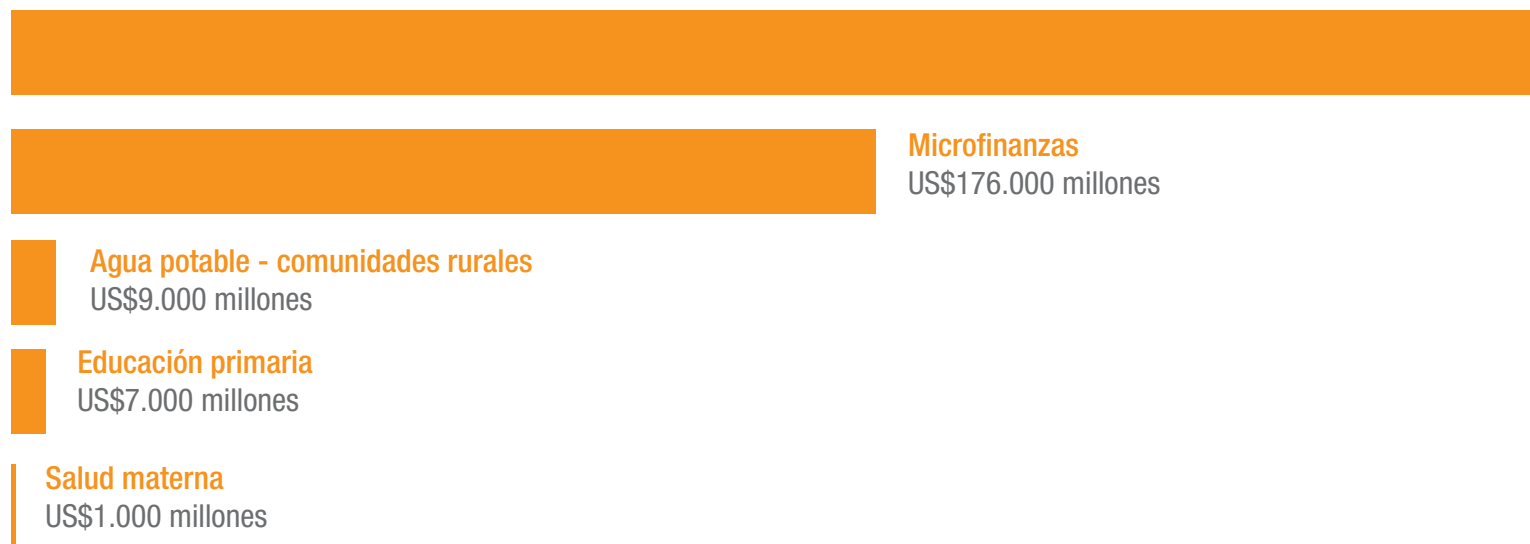 Microfinanzas
US$176.000 millones
Agua potable - comunidades rurales
US$9.000 millones
Educación primaria
US$7.000 millones
Salud materna
US$1.000 millones